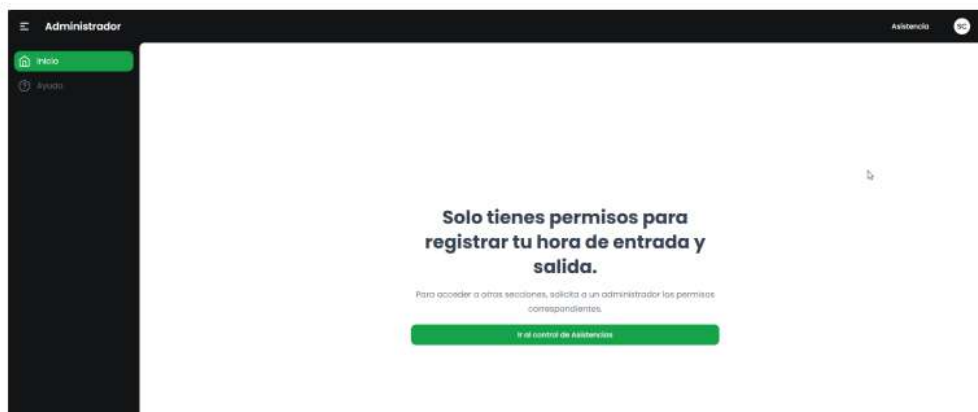 Administrador
Asistencia
SC
Inicio
Ayuda
Solo tienes permisos para
registrar tu hora de entrada y
salida.
Para acceder a otras secciones, solicita a un administrador los permisos
correspondientes.
Ir al control de Asistencias